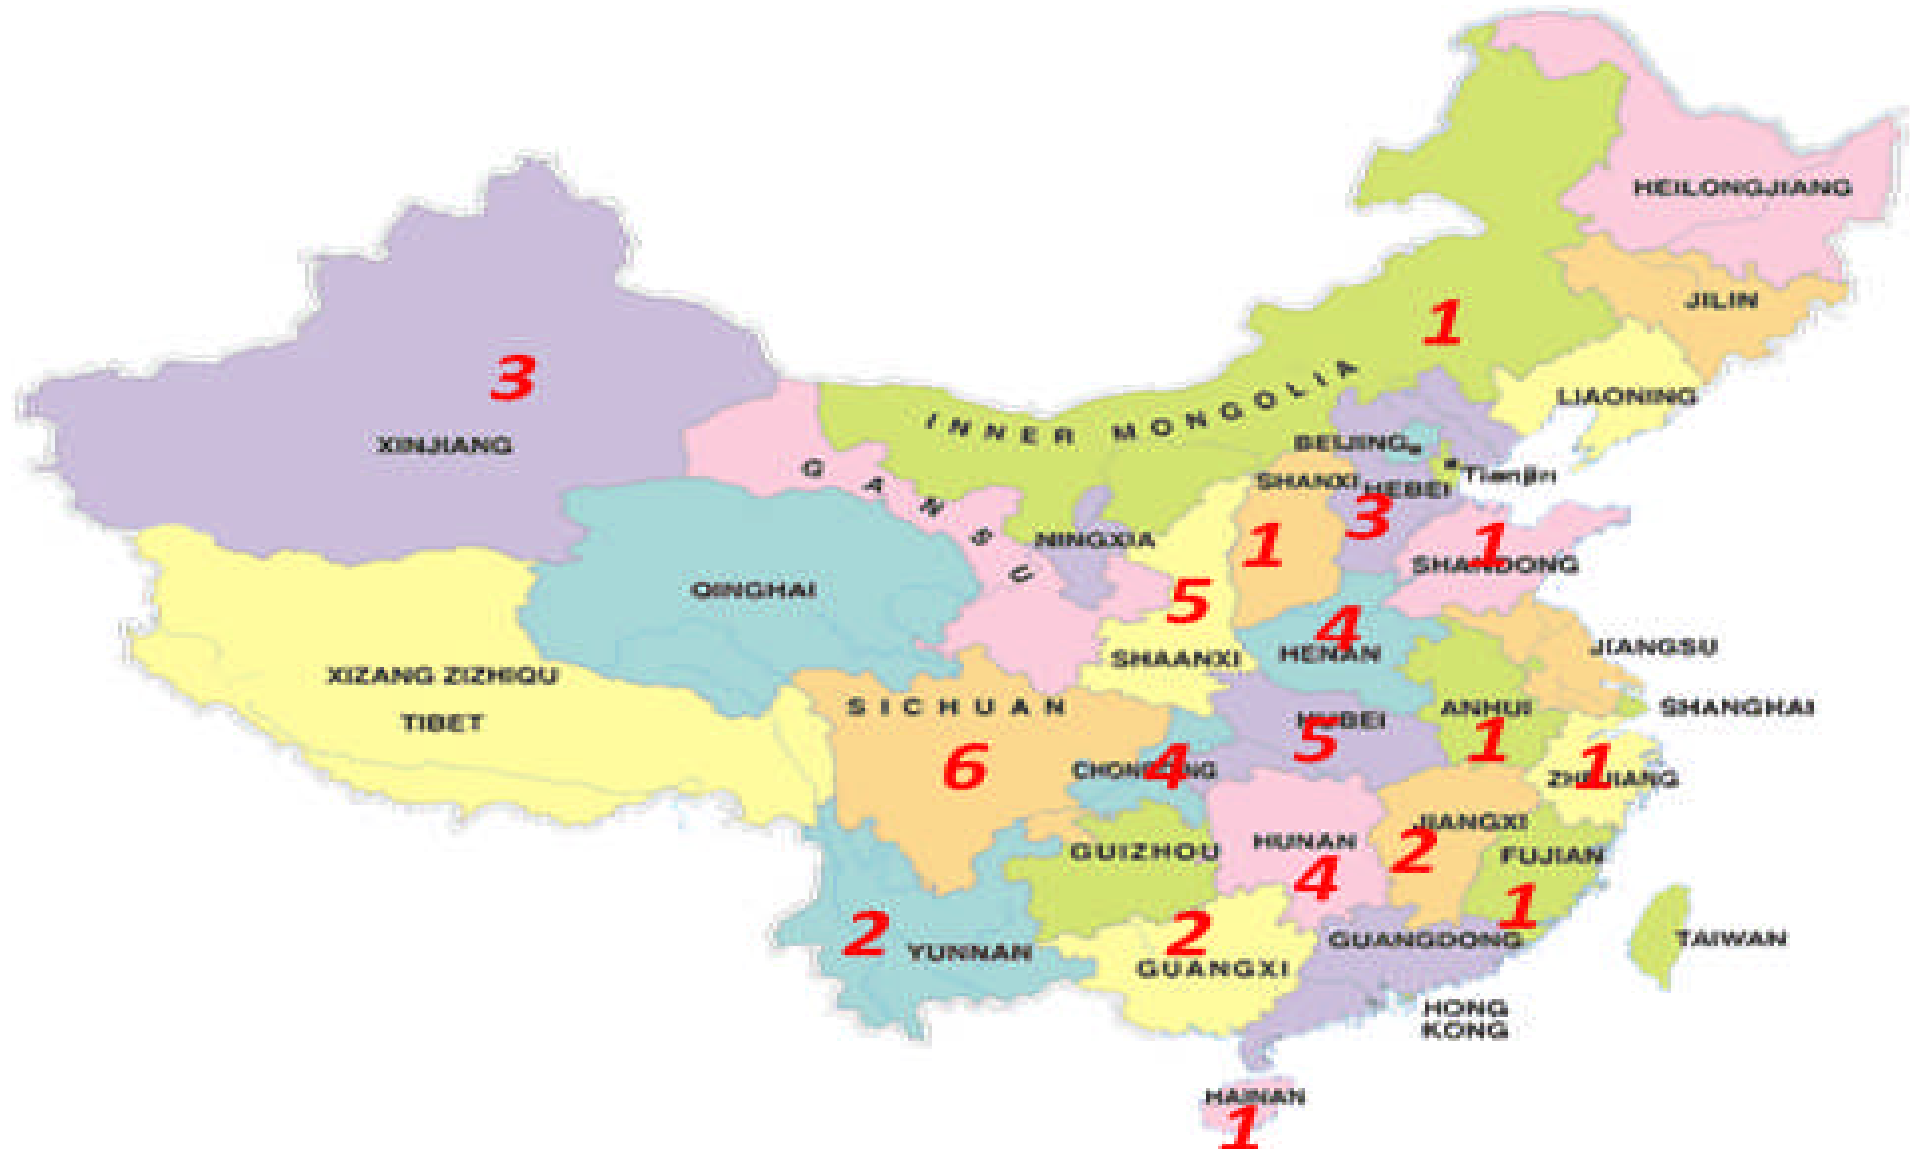 HEILONGJIANG
JILIN
1
INNER MONGOLIA
3
LIAONING
XINJIANG
BEIJING
GANSU
Tianjin
SHANXI
HEBEI
3
NINGXIA
1
1
SHANDONG
QINGHAI
5
4
HENAN
JIANGSU
SHAANXI
XIZANG ZIZHIQU
TIBET
SICHUAN
HUBEI
5
ANHUI
1
SHANGHAI
6
CHONGQING
4
ZHEJIANG
1
JIANGXI
2
GUIZHOU
HUNAN
4
FUJIAN
1
2
YUNNAN
2
GUANGXI
GUANGDONG
TAIWAN
HONG
KONG
HAINAN
1